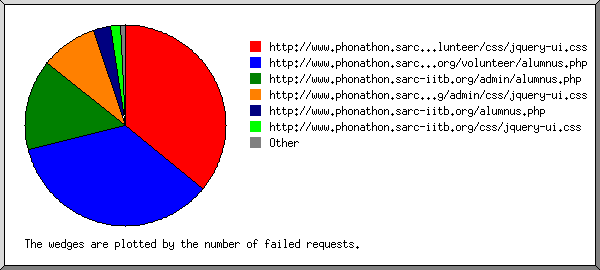 http://www.phonathon.sarc...lunteer/css/jquery-ui.css
http://www.phonathon.sarc...org/volunteer/alumnus.php
http://www.phonathon.sarc-iitb.org/admin/alumnus.php
http://www.phonathon.sarc...g/admin/css/jquery-ui.css
http://www.phonathon.sarc-iitb.org/alumnus.php
http://www.phonathon.sarc-iitb.org/css/jquery-ui.css
Other
The wedges are plotted by the number of failed requests.